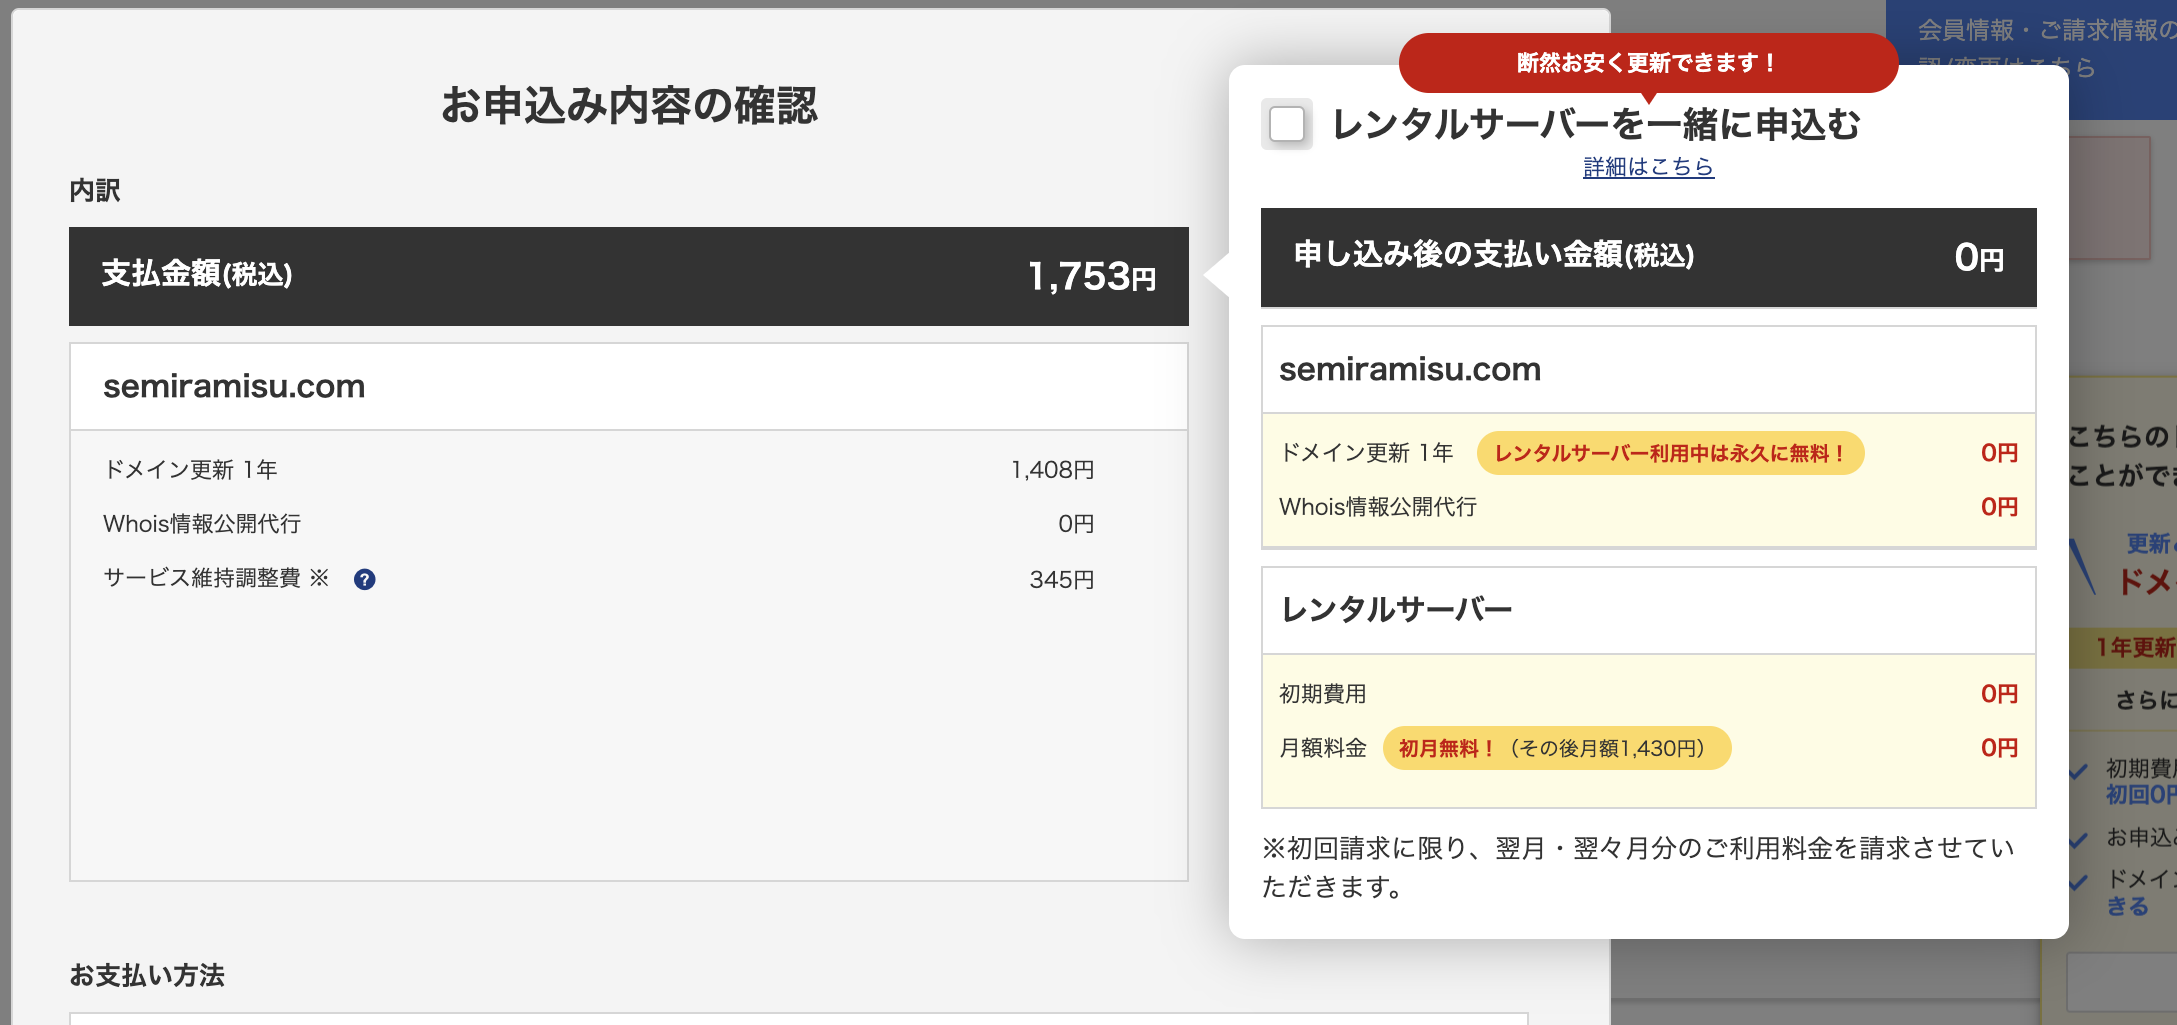 お申込み内容の確認
内訳
支払金額(税込) 1,753円
semiramisu.com
ドメイン更新 1年 1,408円
Whois情報公開代行 0円
サービス維持調整費 ※ ? 345円
お支払い方法
断然お安く更新できます！
レンタルサーバーを一緒に申込む
詳細はこちら
申し込み後の支払い金額(税込) 0円
semiramisu.com
ドメイン更新 1年 レンタルサーバー利用中は永久に無料！ 0円
Whois情報公開代行 0円
レンタルサーバー
初期費用 0円
月額料金 初月無料！（その後月額1,430円） 0円
※初回請求に限り、翌月・翌々月分のご利用料金を請求させてい
ただきます。
会員情報・ご請求情報の
はこちら
こちらの
ことがで
更新
ドメ
1年更新
さらに
初期費
初回0円
お申込
ドメイン
きる